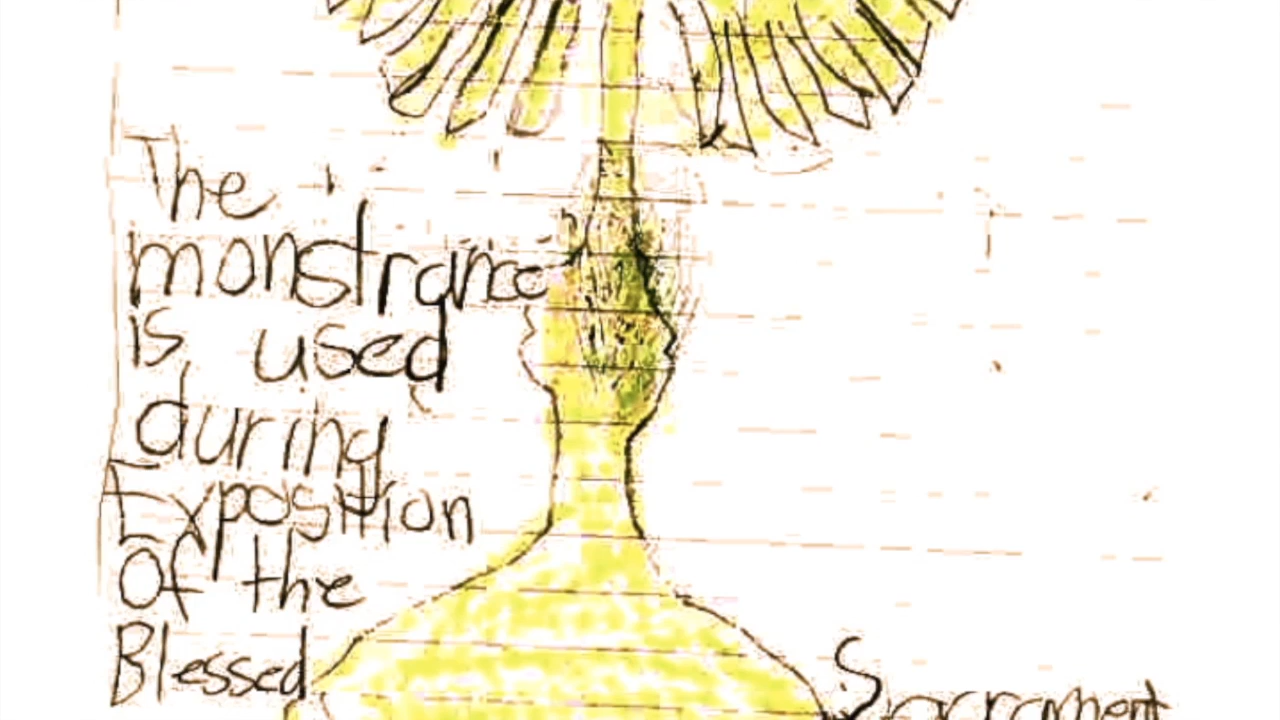 The
monstrance
is used
during
Exposition
Of the
Blessed Sacrament